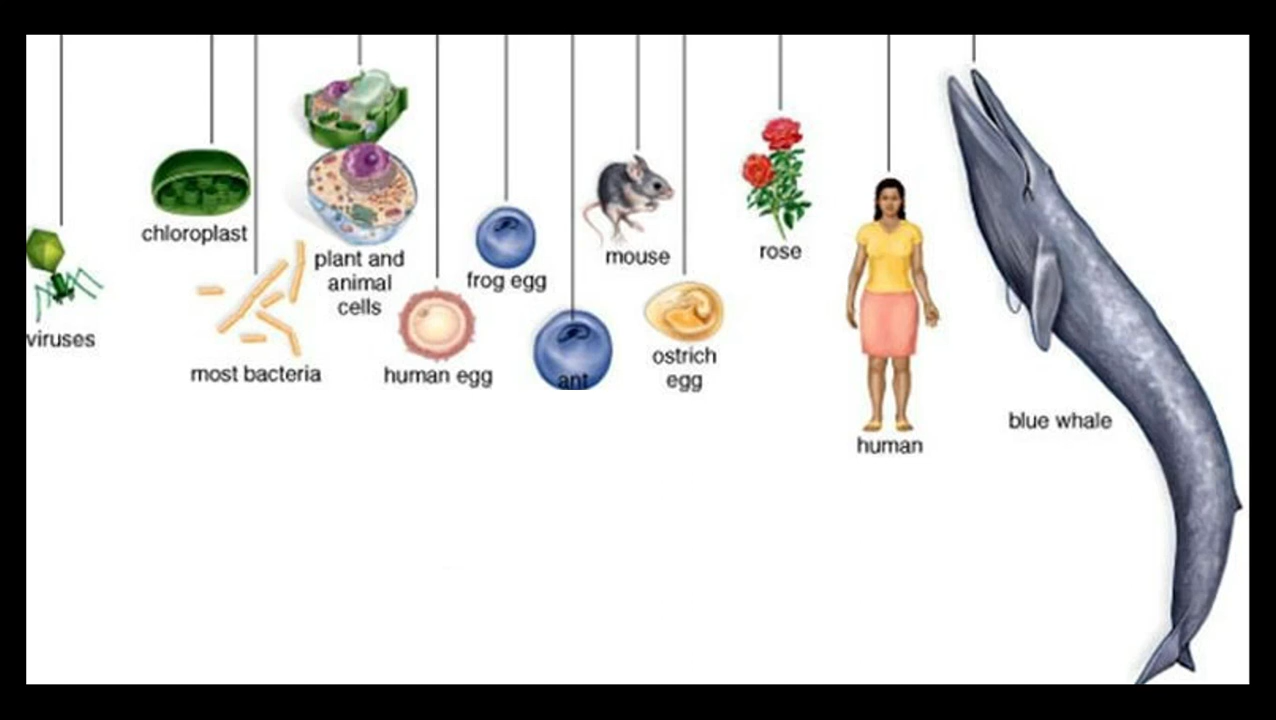 viruses
chloroplast
most bacteria
plant and
animal
cells
human egg
frog egg
ant
mouse
ostrich
egg
rose
human
blue whale